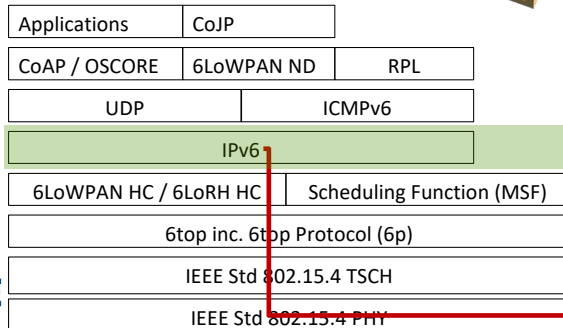 Applications CoJP
CoAP / OSCORE 6LoWPAN ND RPL
UDP ICMPv6
IPv6
6LoWPAN HC / 6LoRH HC Scheduling Function (MSF)
6top inc. 6top Protocol (6p)
IEEE Std 802.15.4 TSCH
IEEE Std 802.15.4 PHY